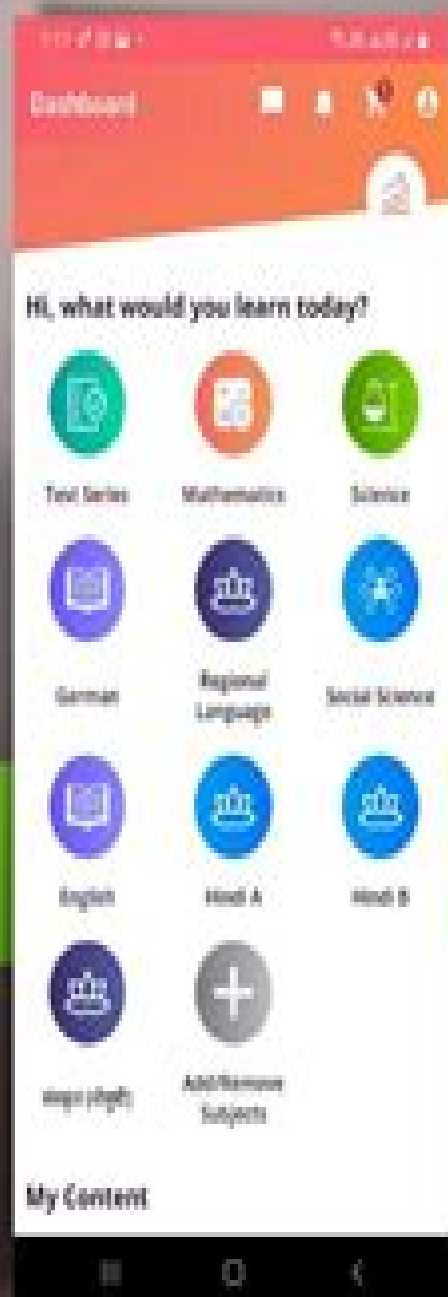 Dashboard
Hi, what would you learn today?
Test Series
Mathematics
Science
German
Regional
Language
Social Science
English
Hindi A
Hindi B
Add/Remove
Subjects
My Content